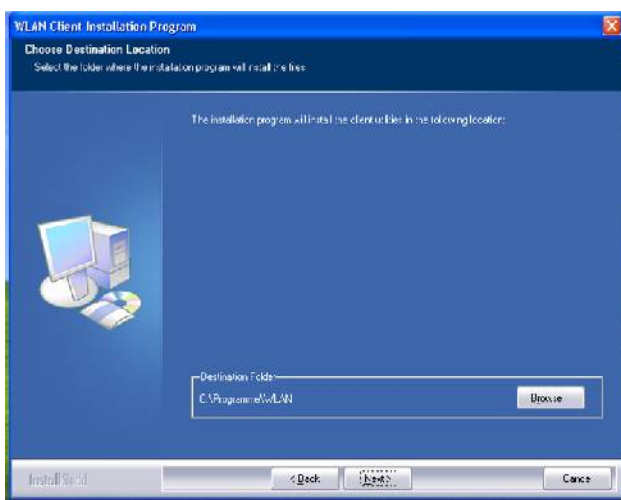 WLAN Client Installation Program
Choose Destination Location
Select the folder where the installation program will install the files
The installation program will install the client utilities in the following location:
Destination Folder
C:\Programme\WLAN
Browse
InstallShield
< Back
Next >
Cancel